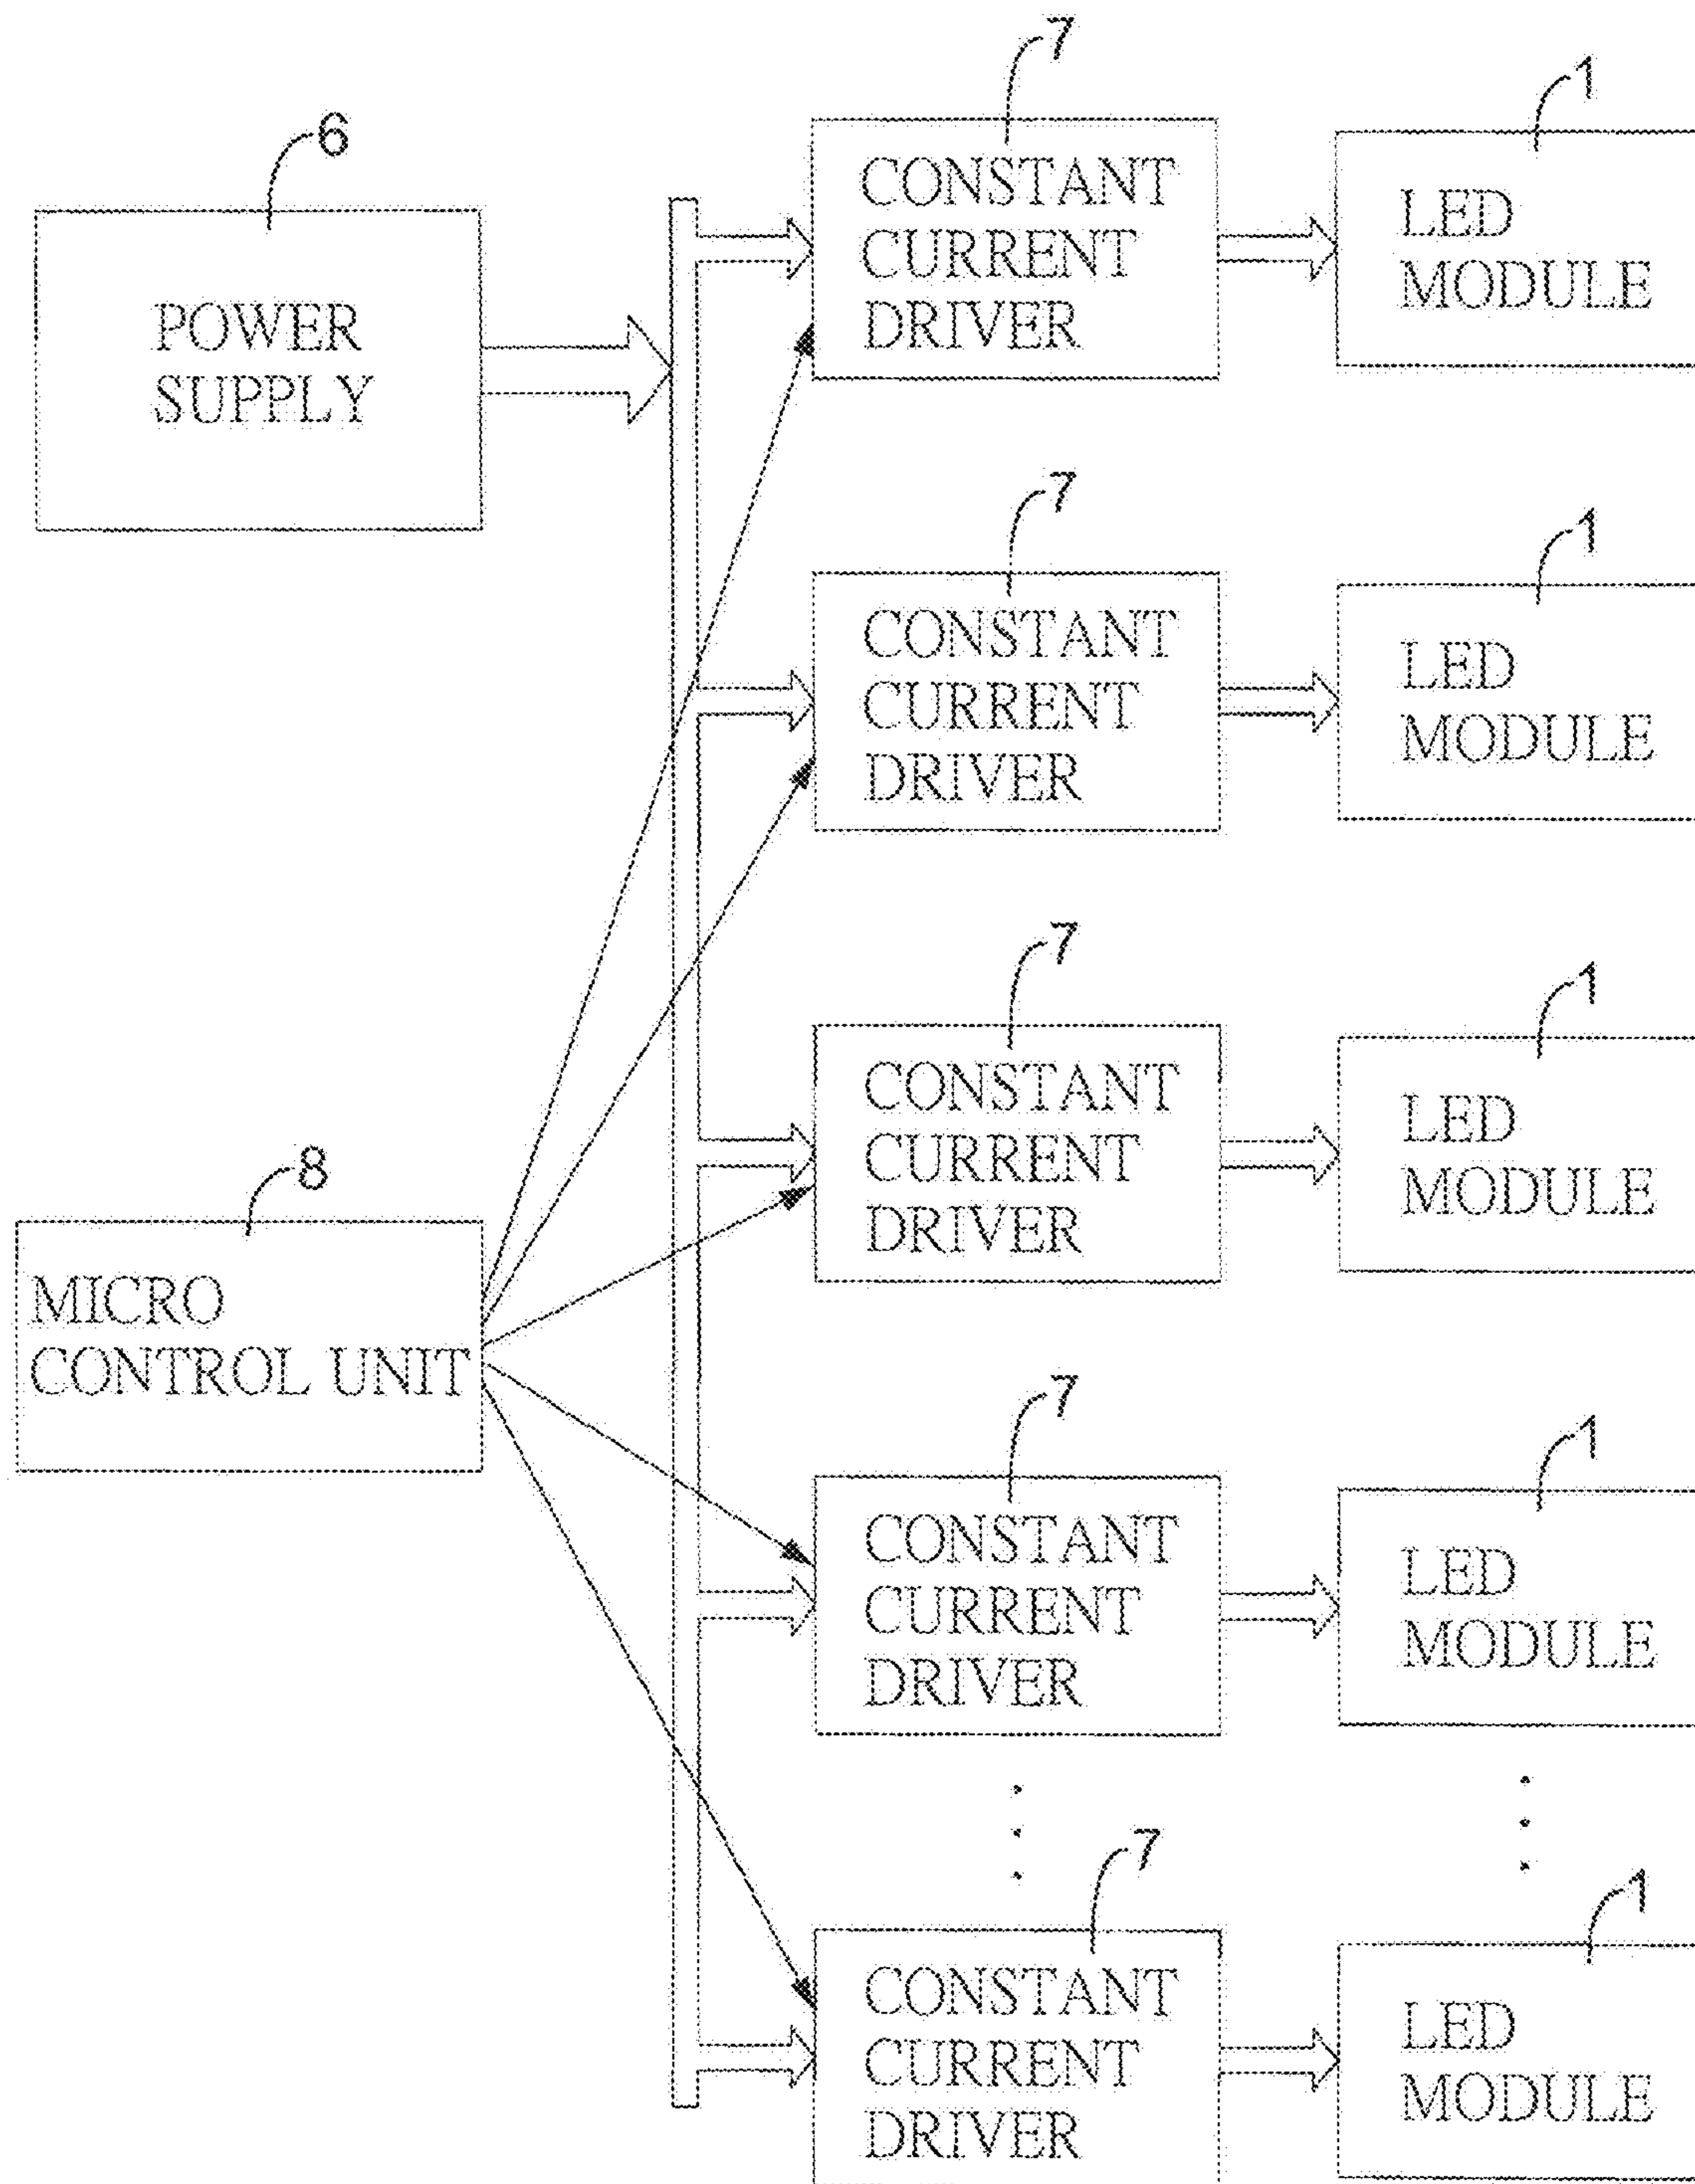 7
1
6
CONSTANT
CURRENT
DRIVER
LED
MODULE
POWER
SUPPLY
7
1
CONSTANT
CURRENT
DRIVER
LED
MODULE
7
1
CONSTANT
CURRENT
DRIVER
LED
MODULE
8
MICRO
CONTROL UNIT
7
1
CONSTANT
CURRENT
DRIVER
LED
MODULE
7
1
CONSTANT
CURRENT
DRIVER
LED
MODULE